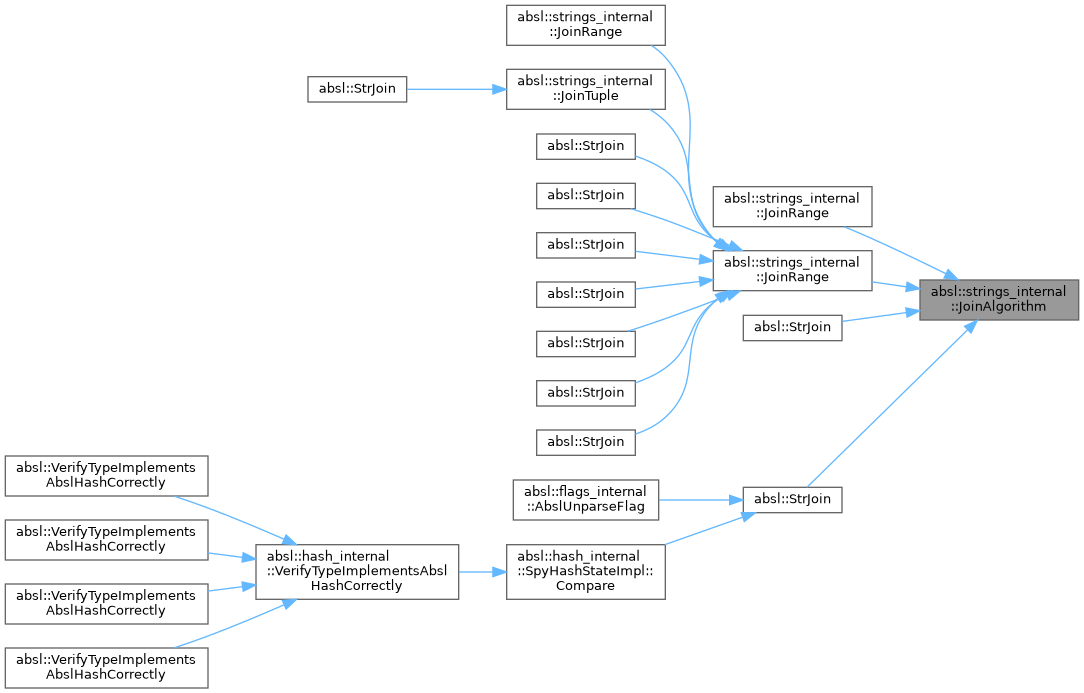 absl::strings_internal
::JoinRange
absl::StrJoin
absl::strings_internal
::JoinTuple
absl::StrJoin
absl::StrJoin
absl::strings_internal
::JoinRange
absl::StrJoin
absl::strings_internal
::JoinRange
absl::StrJoin
absl::strings_internal
::JoinAlgorithm
absl::StrJoin
absl::StrJoin
absl::StrJoin
absl::StrJoin
absl::VerifyTypeImplements
AbslHashCorrectly
absl::flags_internal
::AbslUnparseFlag
absl::StrJoin
absl::VerifyTypeImplements
AbslHashCorrectly
absl::hash_internal
::VerifyTypeImplementsAbsl
HashCorrectly
absl::hash_internal
::SpyHashStateImpl::
Compare
absl::VerifyTypeImplements
AbslHashCorrectly
absl::VerifyTypeImplements
AbslHashCorrectly